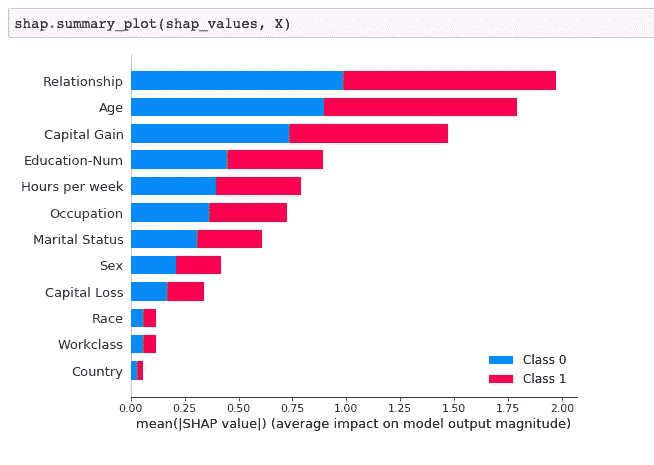 shap.summary_plot(shap_values, X)
Relationship
Age
Capital Gain
Education-Num
Hours per week
Occupation
Marital Status
Sex
Capital Loss
Race
Workclass
Country
Class 0
Class 1
0.00 0.25 0.50 0.75 1.00 1.25 1.50 1.75 2.00
mean(|SHAP value|) (average impact on model output magnitude)